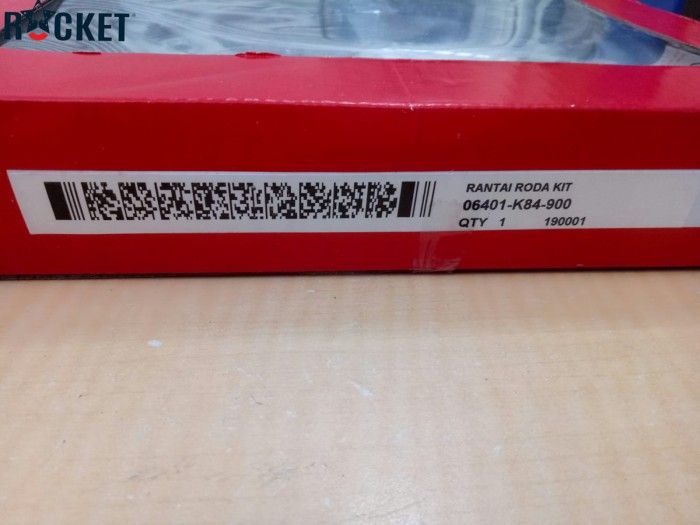 ROCKET
RANTAI RODA KIT
06401-K84-900
QTY 1 190001